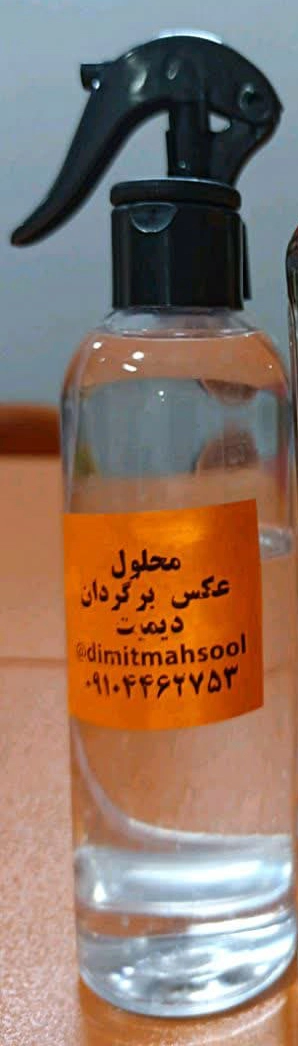 محلول
عکس برگردان
دیمیت
@dimitmahsool
۰۹۱۰۴۴۶۲۷۵۳